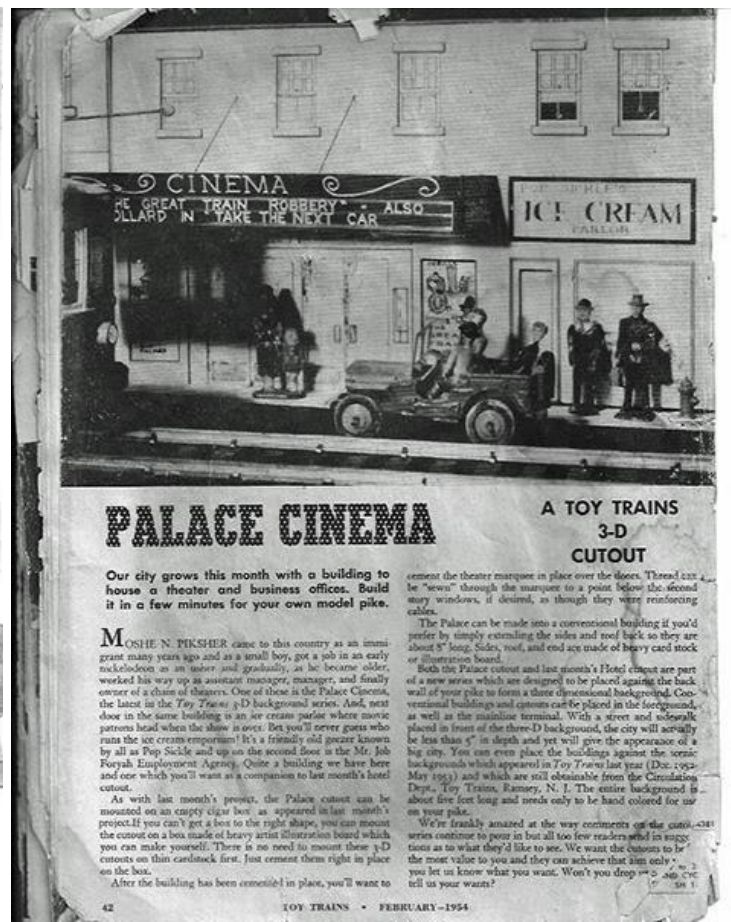 CINEMA
HE GREAT TRAIN ROBBERY" - ALSO
OLLARD IN "TAKE THE NEXT CAR
ICE CREAM
PARLOR
PALACE CINEMA
A TOY TRAINS
3-D
CUTOUT
Our city grows this month with a building to
house a theater and business offices. Build
it in a few minutes for your own model pike.
MOSHE N. PIKSHER came to this country as an immi-
grant many years ago and as a small boy, got a job in an early
nickelodeon as an usher and gradually, as he became older,
worked his way up as assistant manager, manager, and finally
owner of a chain of theaters. One of these is the Palace Cinema,
the latest in the Toy Trains 3-D background series. And, next
door in the same building is an ice cream parlor where movie
patrons head when the show is over. Bet you'll never guess who
runs the ice cream emporium! It's a friendly old geezer known
by all as Pop Sickle and up on the second floor is the Mr. Job
Foryah Employment Agency. Quite a building we have here
and one which you'll want as a companion to last month's hotel
cutout.
As with last month's project, the Palace cutout can be
mounted on an empty cigar box as appeared in last month's
project.If you can't get a box to the right shape, you can mount
the cutout on a box made of heavy artist illustration board which
you can make yourself. There is no need to mount these 3-D
cutouts on thin cardstock first. Just cement them right in place
on the box.
After the building has been cemented in place, you'll want to
cement the theater marquee in place over the doors. Thread can
be "sewn" through the marquee to a point below the second
story windows, if desired, as though they were reinforcing
cables.
The Palace can be made into a conventional building if you'd
prefer by simply extending the sides and roof back so they are
about 8" long. Sides, roof, and end are made of heavy card stock
or illustration board.
Both the Palace cutout and last month's Hotel cutout are part
of a new series which are designed to be placed against the back
wall of your pike to form a three dimensional background. Con-
ventional buildings and cutouts can be placed in the foreground,
as well as the mainline terminal. With a street and sidewalk
placed in front of the three-D background, the city will actually
be less than 5" in depth and yet will give the appearance of a
big city. You can even place the buildings against the scenic
backgrounds which appeared in Toy Trains last year (Dec. 1952-
May 1953) and which are still obtainable from the Circulation
Dept., Toy Trains, Ramsey, N. J. The entire background is
about five feet long and needs only to be hand colored for use
on your pike.
We're frankly amazed at the way comments on the cutout
series continue to pour in but all too few readers send in sugges
tions as to what they'd like to see. We want the cutouts to be
the most value to you and they can achieve that aim only
you let us know what you want. Won't you drop
tell us your wants?
42 TOY TRAINS • FEBRUARY—1954